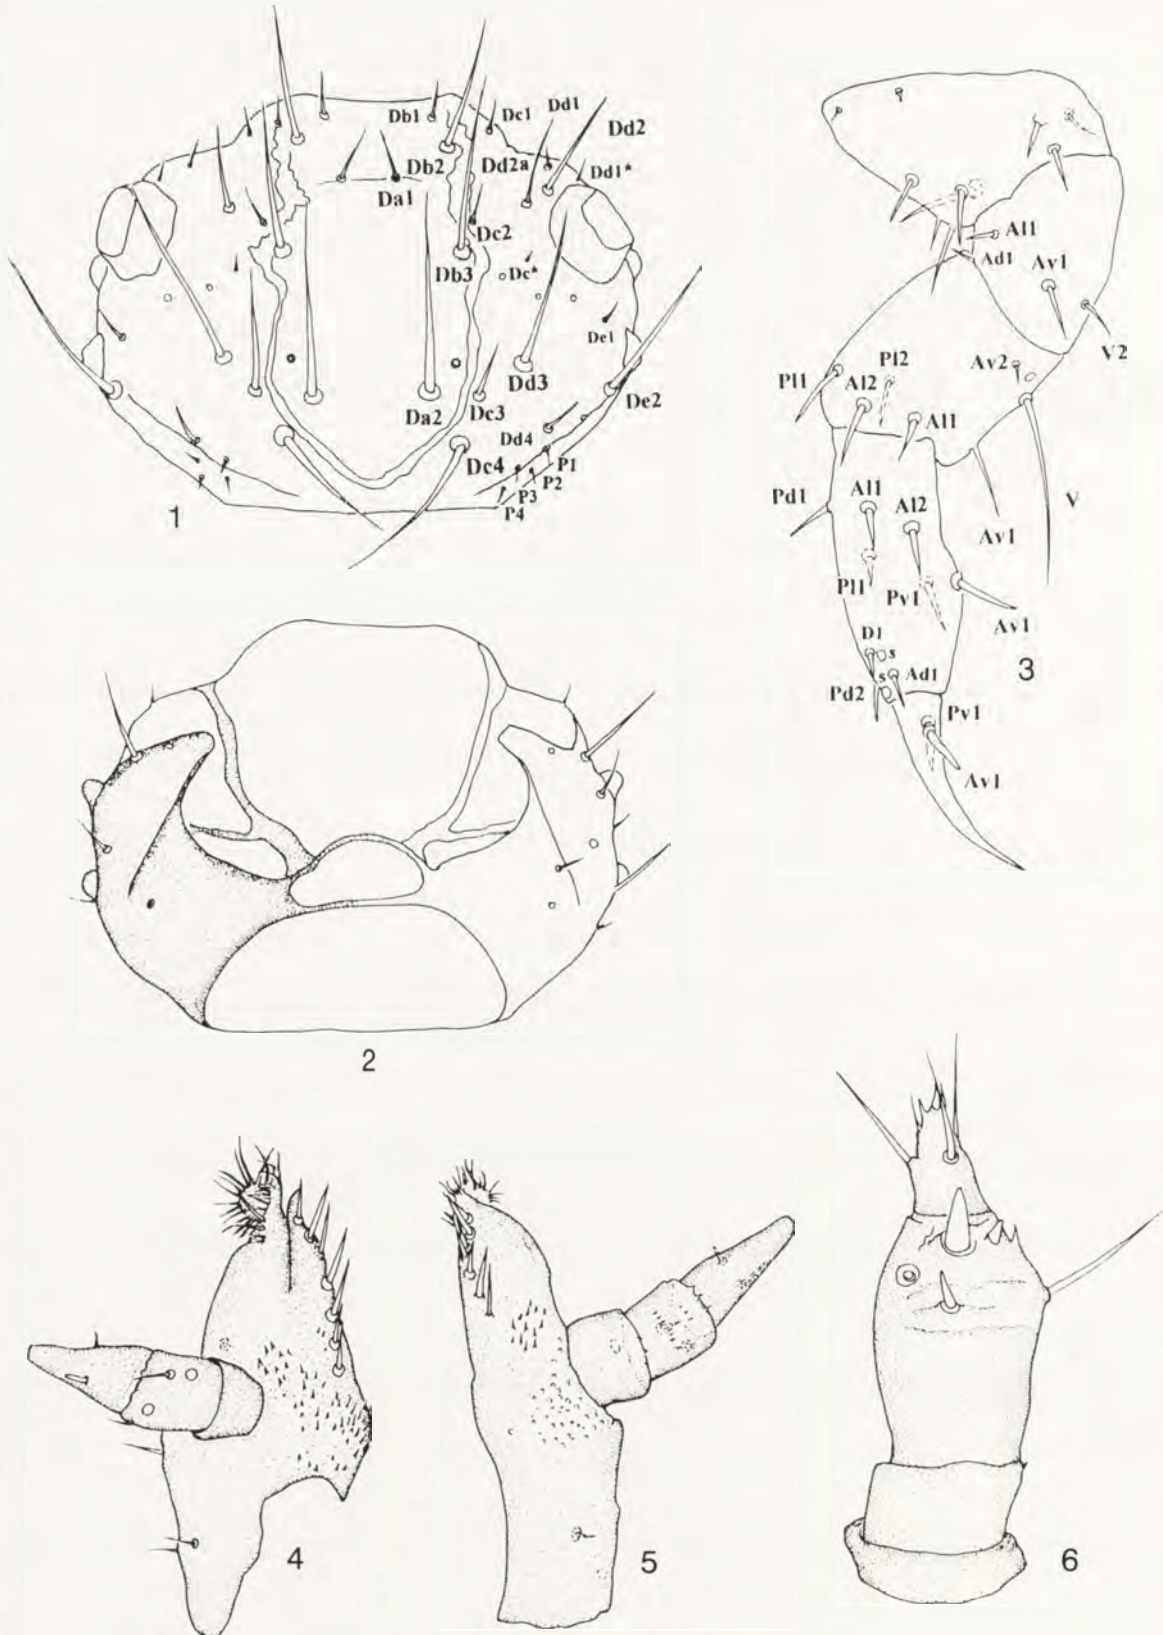 Db1
Dc1
Dd1
Dd2
Db2
Dd2a
Dd1*
Da1
Dc2
Db3
Dc*
De1
Dd3
Da2
Dc3
De2
Dd4
Dc4
P1
P2
P3
P4
1
Al1
Ad1
Av1
V2
Pl1
Pl2
Av2
Al2
Al1
Pd1
Al1
Al2
Av1
V
Pl1
Pv1
Av1
D1
s
3
s
Ad1
Pd2
Pv1
Av1
2
4
5
6